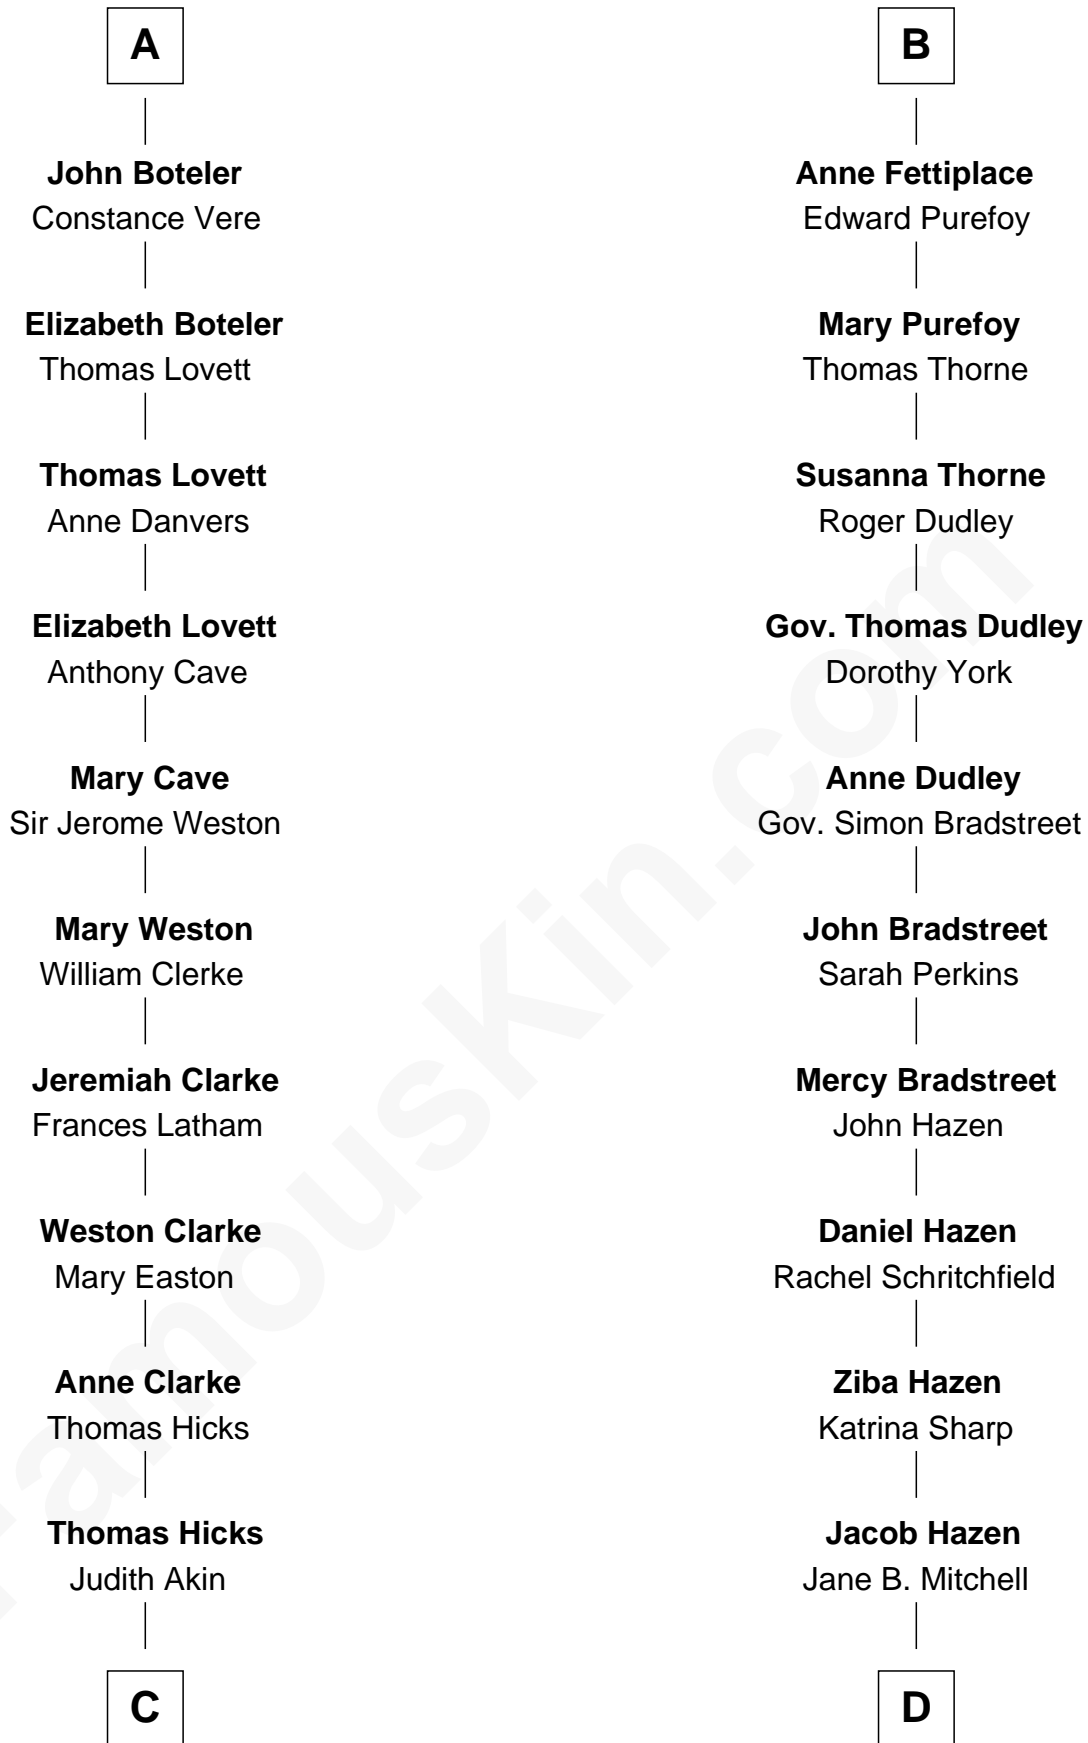 A
John Boteler
Constance Vere
Elizabeth Boteler
Thomas Lovett
Thomas Lovett
Anne Danvers
Elizabeth Lovett
Anthony Cave
Mary Cave
Sir Jerome Weston
Mary Weston
William Clerke
Jeremiah Clarke
Frances Latham
Weston Clarke
Mary Easton
Anne Clarke
Thomas Hicks
Thomas Hicks
Judith Akin
C
B
Anne Fettiplace
Edward Purefoy
Mary Purefoy
Thomas Thorne
Susanna Thorne
Roger Dudley
Gov. Thomas Dudley
Dorothy York
Anne Dudley
Gov. Simon Bradstreet
John Bradstreet
Sarah Perkins
Mercy Bradstreet
John Hazen
Daniel Hazen
Rachel Schritchfield
Ziba Hazen
Katrina Sharp
Jacob Hazen
Jane B. Mitchell
D
FamousKin.com